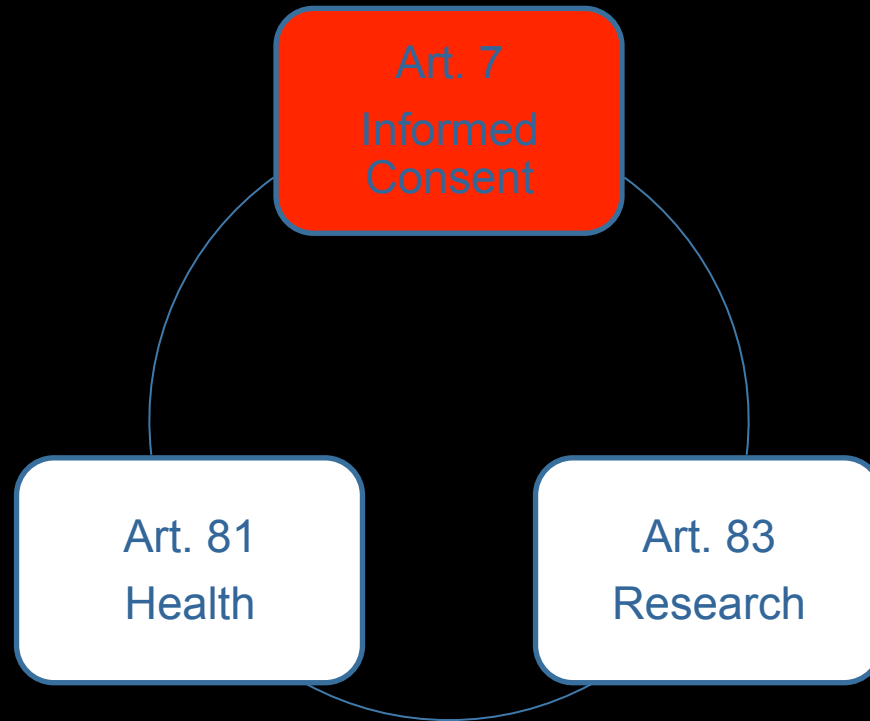 Art. 7
Informed
Consent
Art. 81
Health
Art. 83
Research